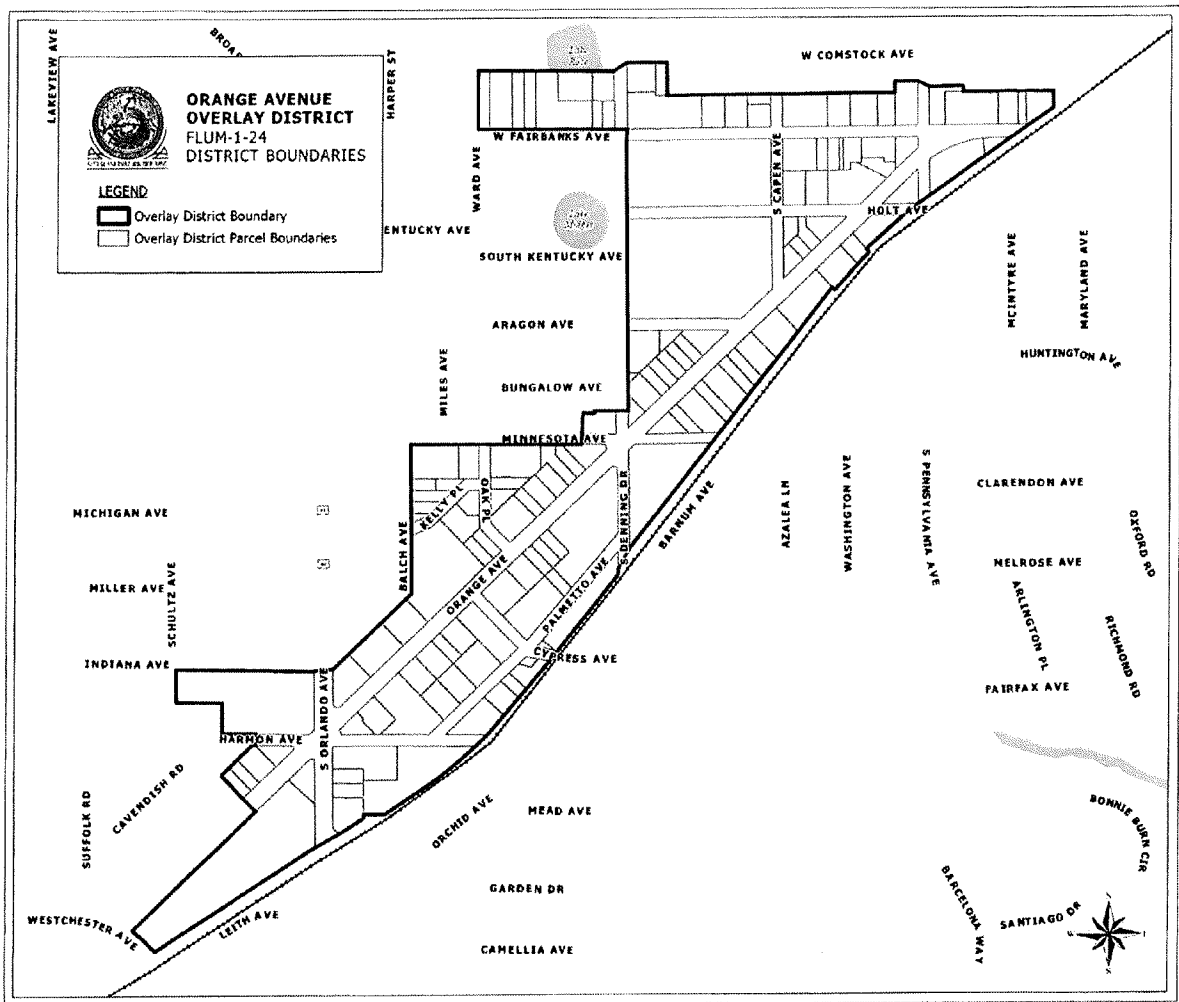 LAKEVIEW AVE
BROAD
HARPER ST
W COMSTOCK AVE
ORANGE AVENUE
OVERLAY DISTRICT
FLUM-1-24
DISTRICT BOUNDARIES
LEGEND
Overlay District Boundary
Overlay District Parcel Boundaries
W FAIRBANKS AVE
WARD AVE
S CAPEN AVE
HOLT AVE
ENTUCKY AVE
SOUTH KENTUCKY AVE
MCINTYRE AVE
MARYLAND AVE
ARAGON AVE
HUNTINGTON AVE
MILES AVE
BUNGALOW AVE
MINNESOTA AVE
OAK PL
KELLY PL
S DENNING DR
BARNUM AVE
AZALEA LN
WASHINGTON AVE
S PENNSYLVANIA AVE
CLARENDON AVE
OXFORD RD
MICHIGAN AVE
BALCH AVE
ORANGE AVE
PALMETTO AVE
MELROSE AVE
MILLER AVE
SCHULTZ AVE
ARLINGTON PL
RICHMOND RD
INDIANA AVE
CYPRESS AVE
FAIRFAX AVE
S ORLANDO AVE
HARMON AVE
CAVENDISH RD
SUFFOLK RD
ORCHID AVE
MEAD AVE
BONNIE BURN CIR
GARDEN DR
BARCELONA WAY
SANTIAGO DR
WESTCHESTER AVE
LEITH AVE
CAMELLIA AVE